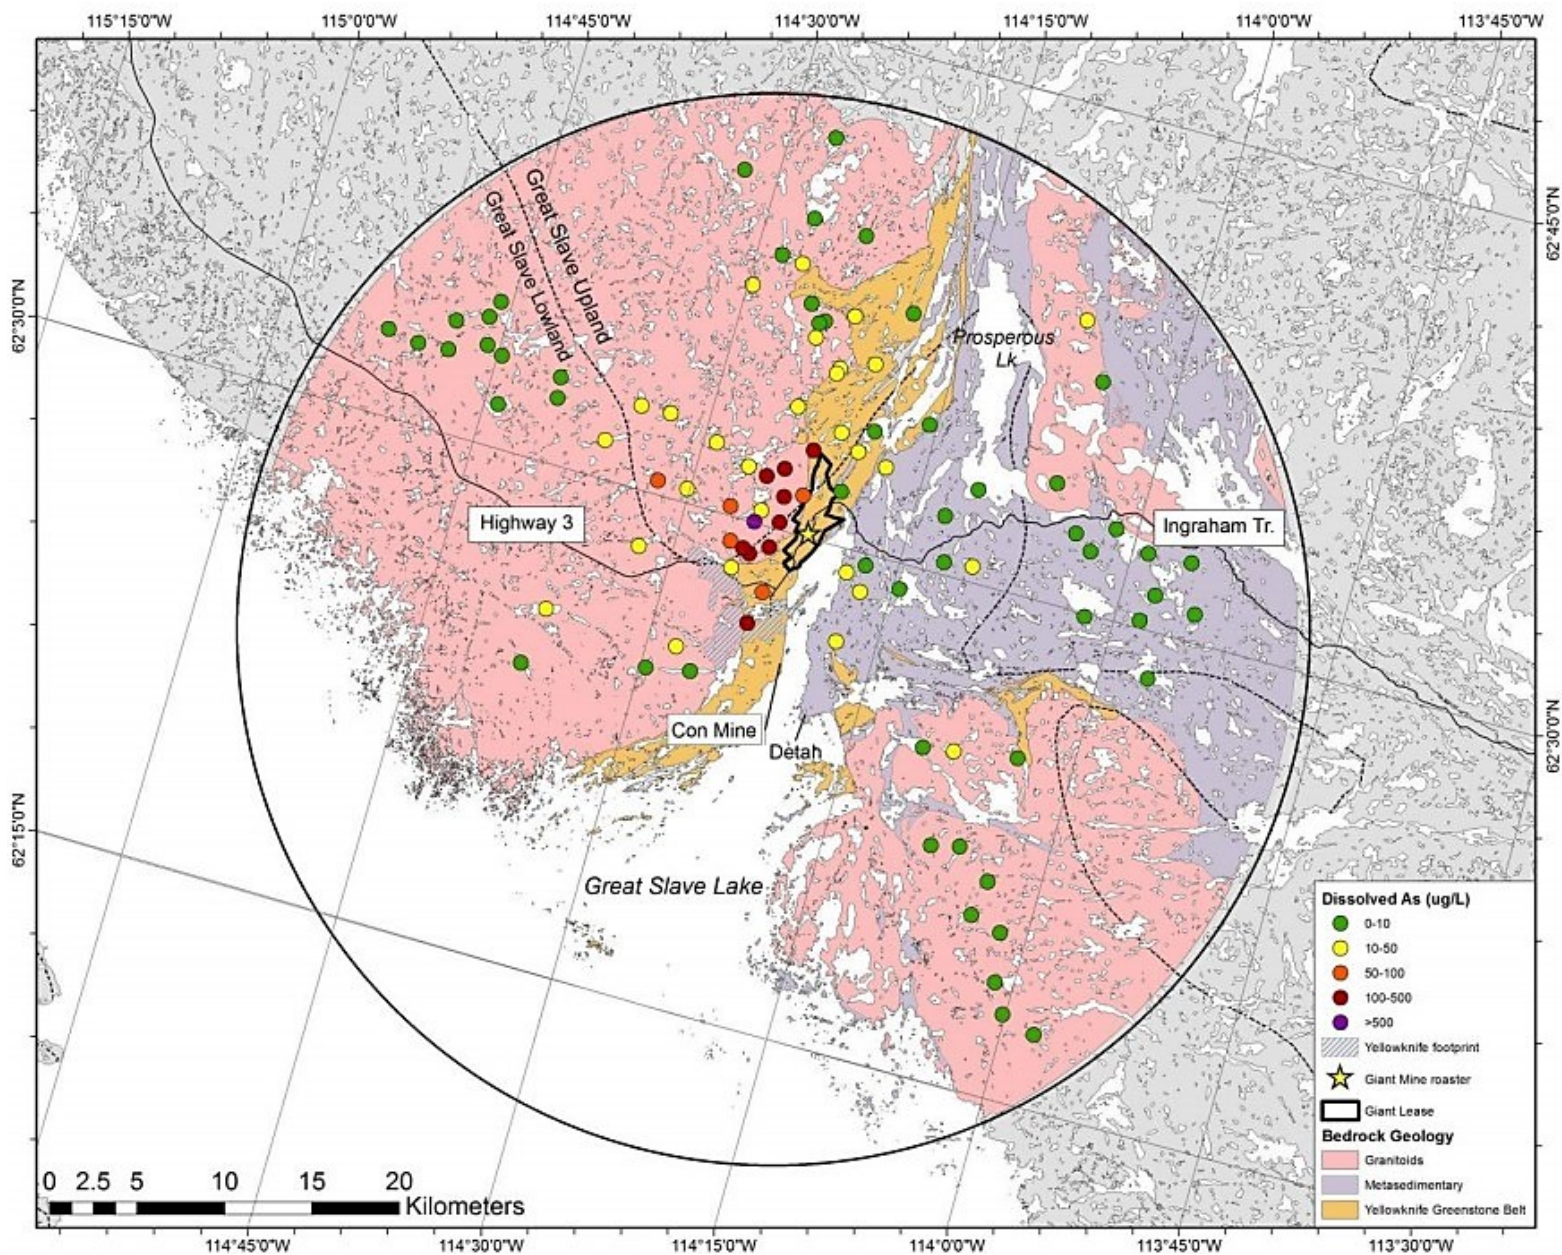 115°15'0"W 115°0'0"W 114°45'0"W 114°30'0"W 114°15'0"W 114°0'0"W 113°45'0"W
62°45'0"N
62°30'0"N
Great Slave Upland
Great Slave Lowland
Prosperous
Lk
Highway 3
Ingraham Tr.
62°30'0"N
Con Mine
Detah
62°15'0"N
Great Slave Lake
Dissolved As (ug/L)
0-10
10-50
50-100
100-500
>500
Yellowknife footprint
Giant Mine roaster
Giant Lease
Bedrock Geology
Granitoids
Metasedimentary
Yellowknife Greenstone Belt
0 2.5 5 10 15 20
Kilometers
114°45'0"W 114°30'0"W 114°15'0"W 114°0'0"W 113°45'0"W 113°30'0"W